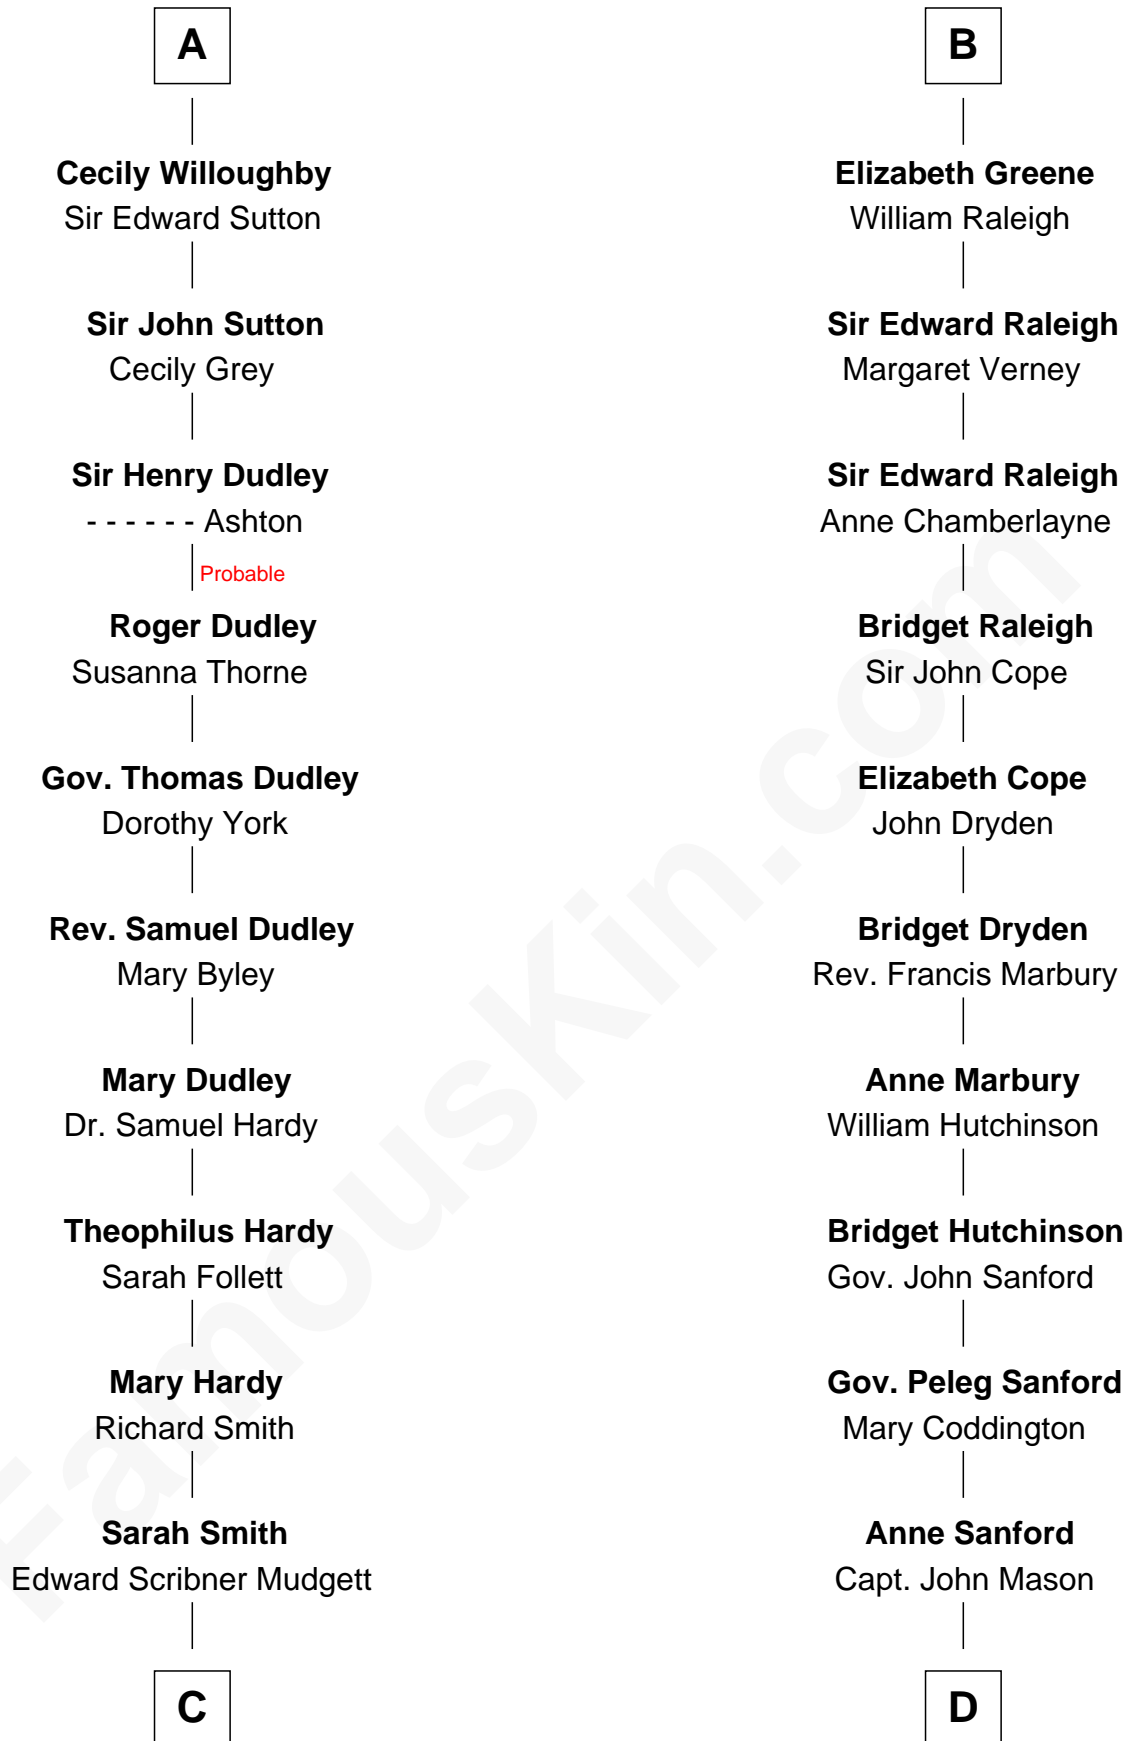 A
Cecily Willoughby
Sir Edward Sutton
Sir John Sutton
Cecily Grey
Sir Henry Dudley
- - - - - - Ashton
Probable
Roger Dudley
Susanna Thorne
Gov. Thomas Dudley
Dorothy York
Rev. Samuel Dudley
Mary Byley
Mary Dudley
Dr. Samuel Hardy
Theophilus Hardy
Sarah Follett
Mary Hardy
Richard Smith
Sarah Smith
Edward Scribner Mudgett
C
B
Elizabeth Greene
William Raleigh
Sir Edward Raleigh
Margaret Verney
Sir Edward Raleigh
Anne Chamberlayne
Bridget Raleigh
Sir John Cope
Elizabeth Cope
John Dryden
Bridget Dryden
Rev. Francis Marbury
Anne Marbury
William Hutchinson
Bridget Hutchinson
Gov. John Sanford
Gov. Peleg Sanford
Mary Coddington
Anne Sanford
Capt. John Mason
D
FamousKin.com